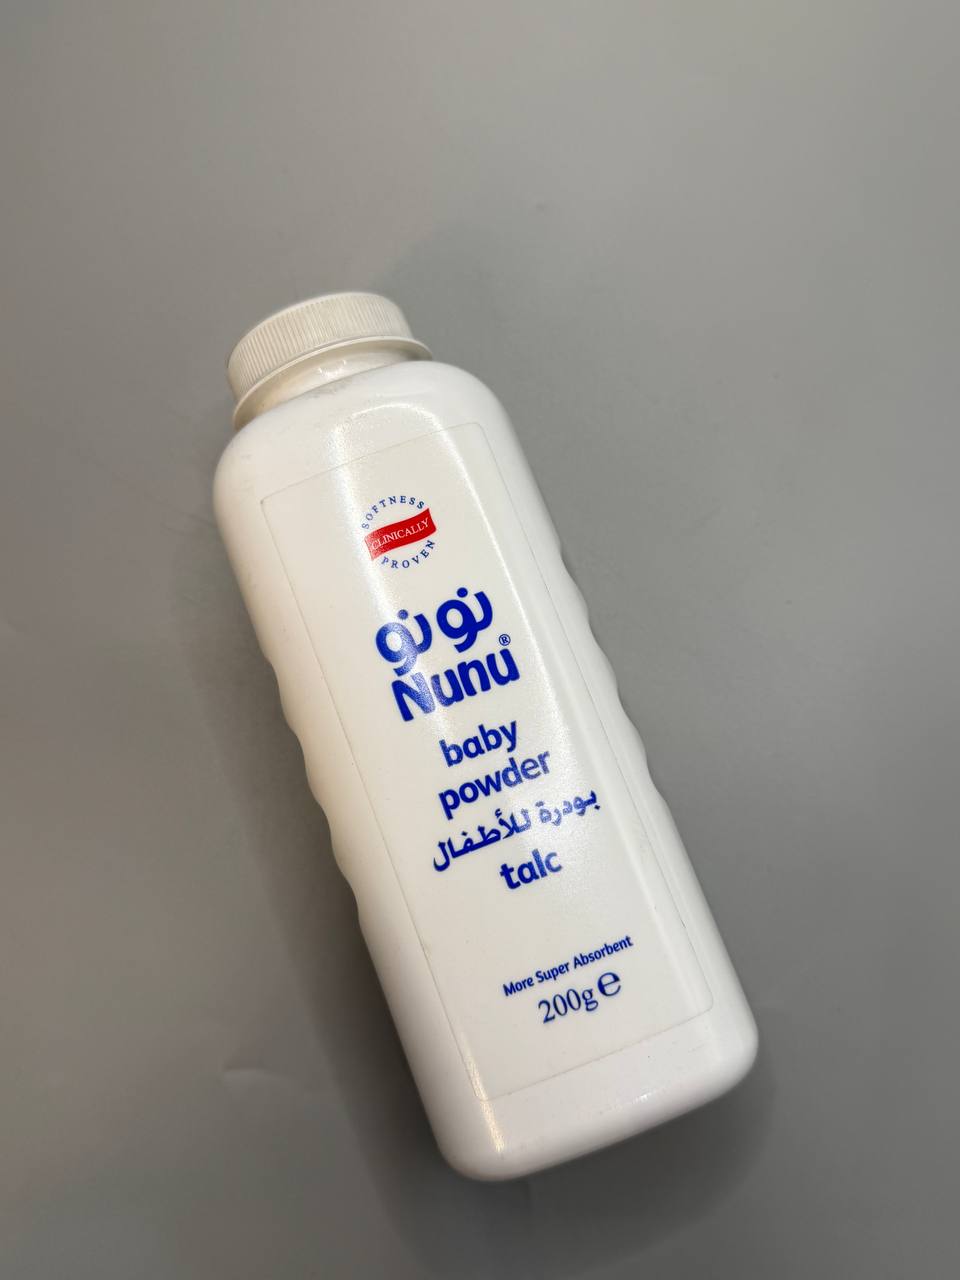 SOFTNESS
CLINICALLY
PROVEN
نونو
Nunu®
baby
powder
بودرة للأطفال
talc
More Super Absorbent
200g℮